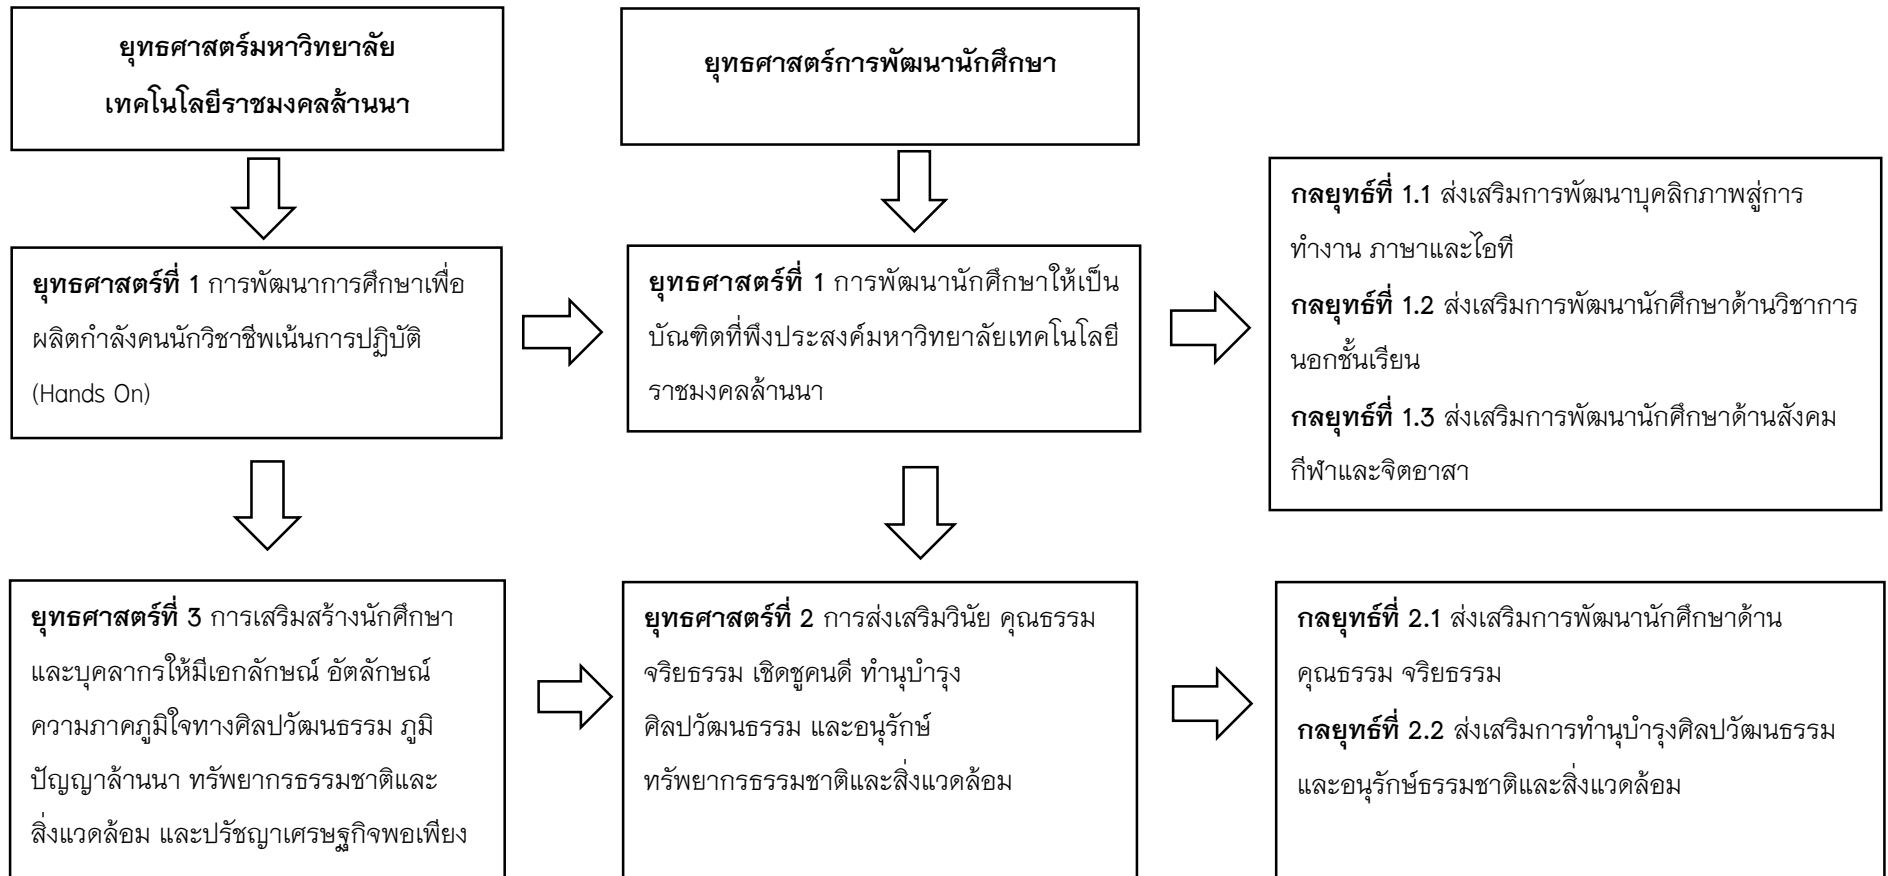 ยุทธศาสตร์มหาวิทยาลัย
เทคโนโลยีราชมงคลล้านนา
ยุทธศาสตร์การพัฒนานักศึกษา
ยุทธศาสตร์ที่ 1 การพัฒนาการศึกษาเพื่อ
ผลิตกำลังคนนักวิชาชีพเน้นการปฏิบัติ
(Hands On)
ยุทธศาสตร์ที่ 1 การพัฒนานักศึกษาให้เป็น
บัณฑิตที่พึงประสงค์มหาวิทยาลัยเทคโนโลยี
ราชมงคลล้านนา
กลยุทธ์ที่ 1.1 ส่งเสริมการพัฒนาบุคลิกภาพสู่การ
ทำงาน ภาษาและไอที
กลยุทธ์ที่ 1.2 ส่งเสริมการพัฒนานักศึกษาด้านวิชาการ
นอกชั้นเรียน
กลยุทธ์ที่ 1.3 ส่งเสริมการพัฒนานักศึกษาด้านสังคม
กีฬาและจิตอาสา
ยุทธศาสตร์ที่ 3 การเสริมสร้างนักศึกษา
และบุคลากรให้มีเอกลักษณ์ อัตลักษณ์
ความภาคภูมิใจทางศิลปวัฒนธรรม ภูมิ
ปัญญาล้านนา ทรัพยากรธรรมชาติและ
สิ่งแวดล้อม และปรัชญาเศรษฐกิจพอเพียง
ยุทธศาสตร์ที่ 2 การส่งเสริมวินัย คุณธรรม
จริยธรรม เชิดชูคนดี ทำนุบำรุง
ศิลปวัฒนธรรม และอนุรักษ์
ทรัพยากรธรรมชาติและสิ่งแวดล้อม
กลยุทธ์ที่ 2.1 ส่งเสริมการพัฒนานักศึกษาด้าน
คุณธรรม จริยธรรม
กลยุทธ์ที่ 2.2 ส่งเสริมการทำนุบำรุงศิลปวัฒนธรรม
และอนุรักษ์ธรรมชาติและสิ่งแวดล้อม